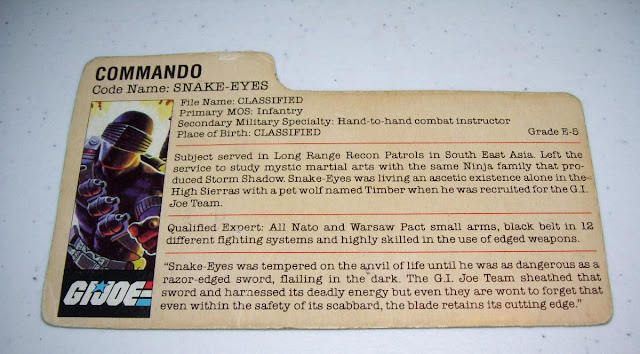 COMMANDO
Code Name: SNAKE-EYES
File Name: CLASSIFIED
Primary MOS: Infantry
Secondary Military Specialty: Hand-to-hand combat instructor
Place of Birth: CLASSIFIED Grade E-5
Subject served in Long Range Recon Patrols in South East Asia. Left the
service to study mystic martial arts with the same Ninja family that pro-
duced Storm Shadow. Snake-Eyes was living an ascetic existence alone in the
High Sierras with a pet wolf named Timber when he was recruited for the G.I.
Joe Team.
Qualified Expert: All Nato and Warsaw Pact small arms, black belt in 12
different fighting systems and highly skilled in the use of edged weapons.
"Snake-Eyes was tempered on the anvil of life until he was as dangerous as a
razor-edged sword, flailing in the dark. The G.I. Joe Team sheathed that
sword and harnessed its deadly energy but even they are wont to forget that
even within the safety of its scabbard, the blade retains its cutting edge."
G.I.JOE